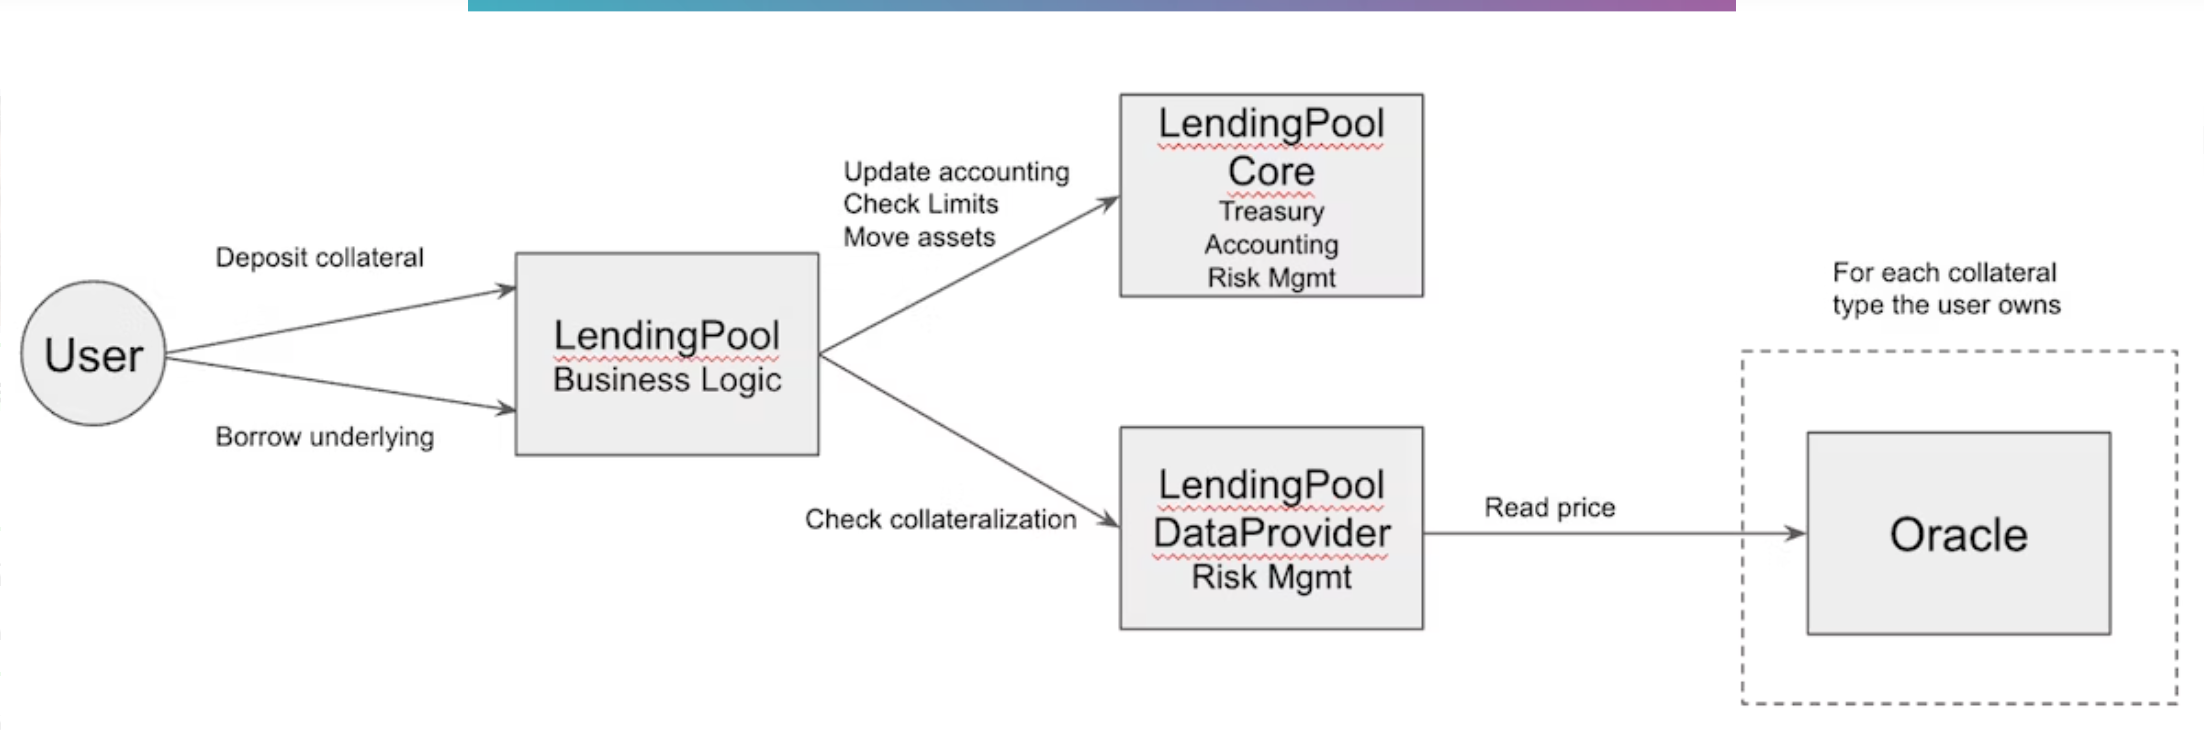 User
Deposit collateral
Borrow underlying
LendingPool
Business Logic
Update accounting
Check Limits
Move assets
Check collateralization
LendingPool
Core
Treasury
Accounting
Risk Mgmt
LendingPool
DataProvider
Risk Mgmt
Read price
For each collateral
type the user owns
Oracle